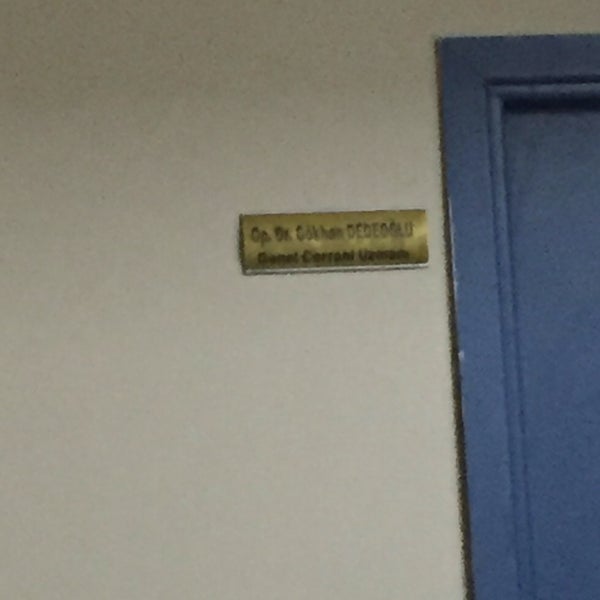 Op. Dr. Gökhan DEDEOĞLU
Genel Cerrahi Uzmanı